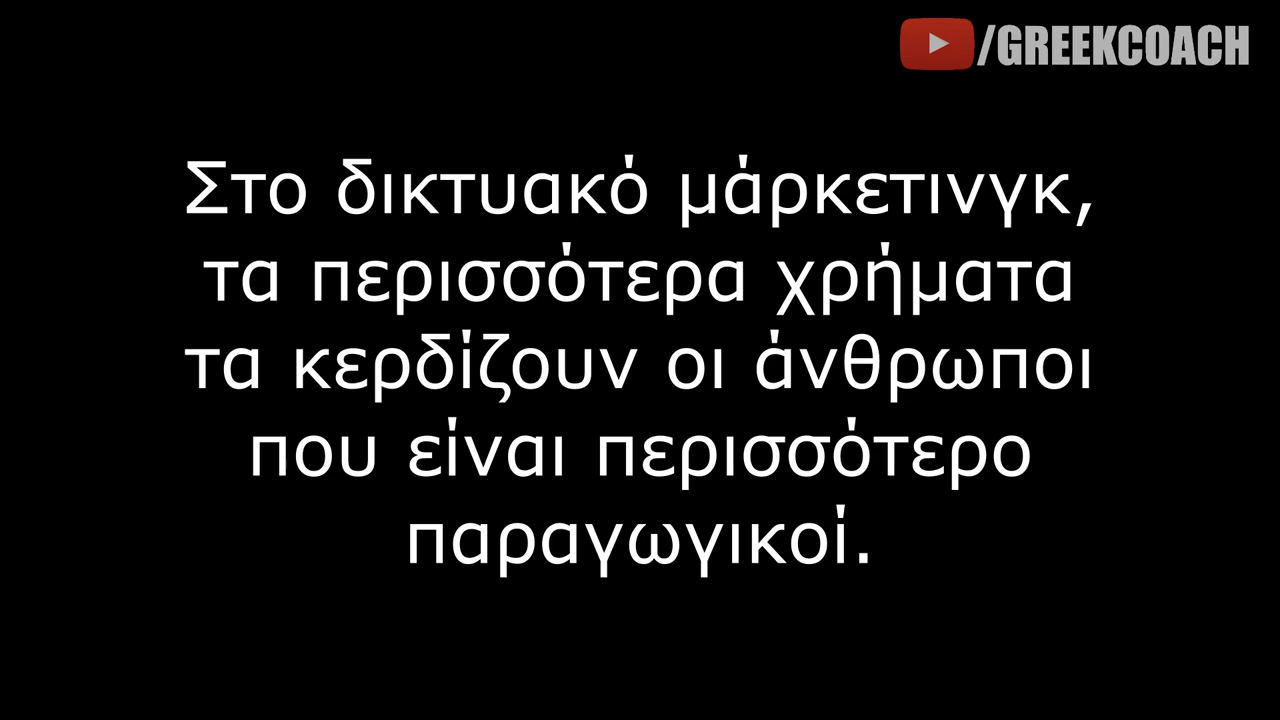 /GREEKCOACH
Στο δικτυακό μάρκετινγκ,
τα περισσότερα χρήματα
τα κερδίζουν οι άνθρωποι
που είναι περισσότερο
παραγωγικοί.